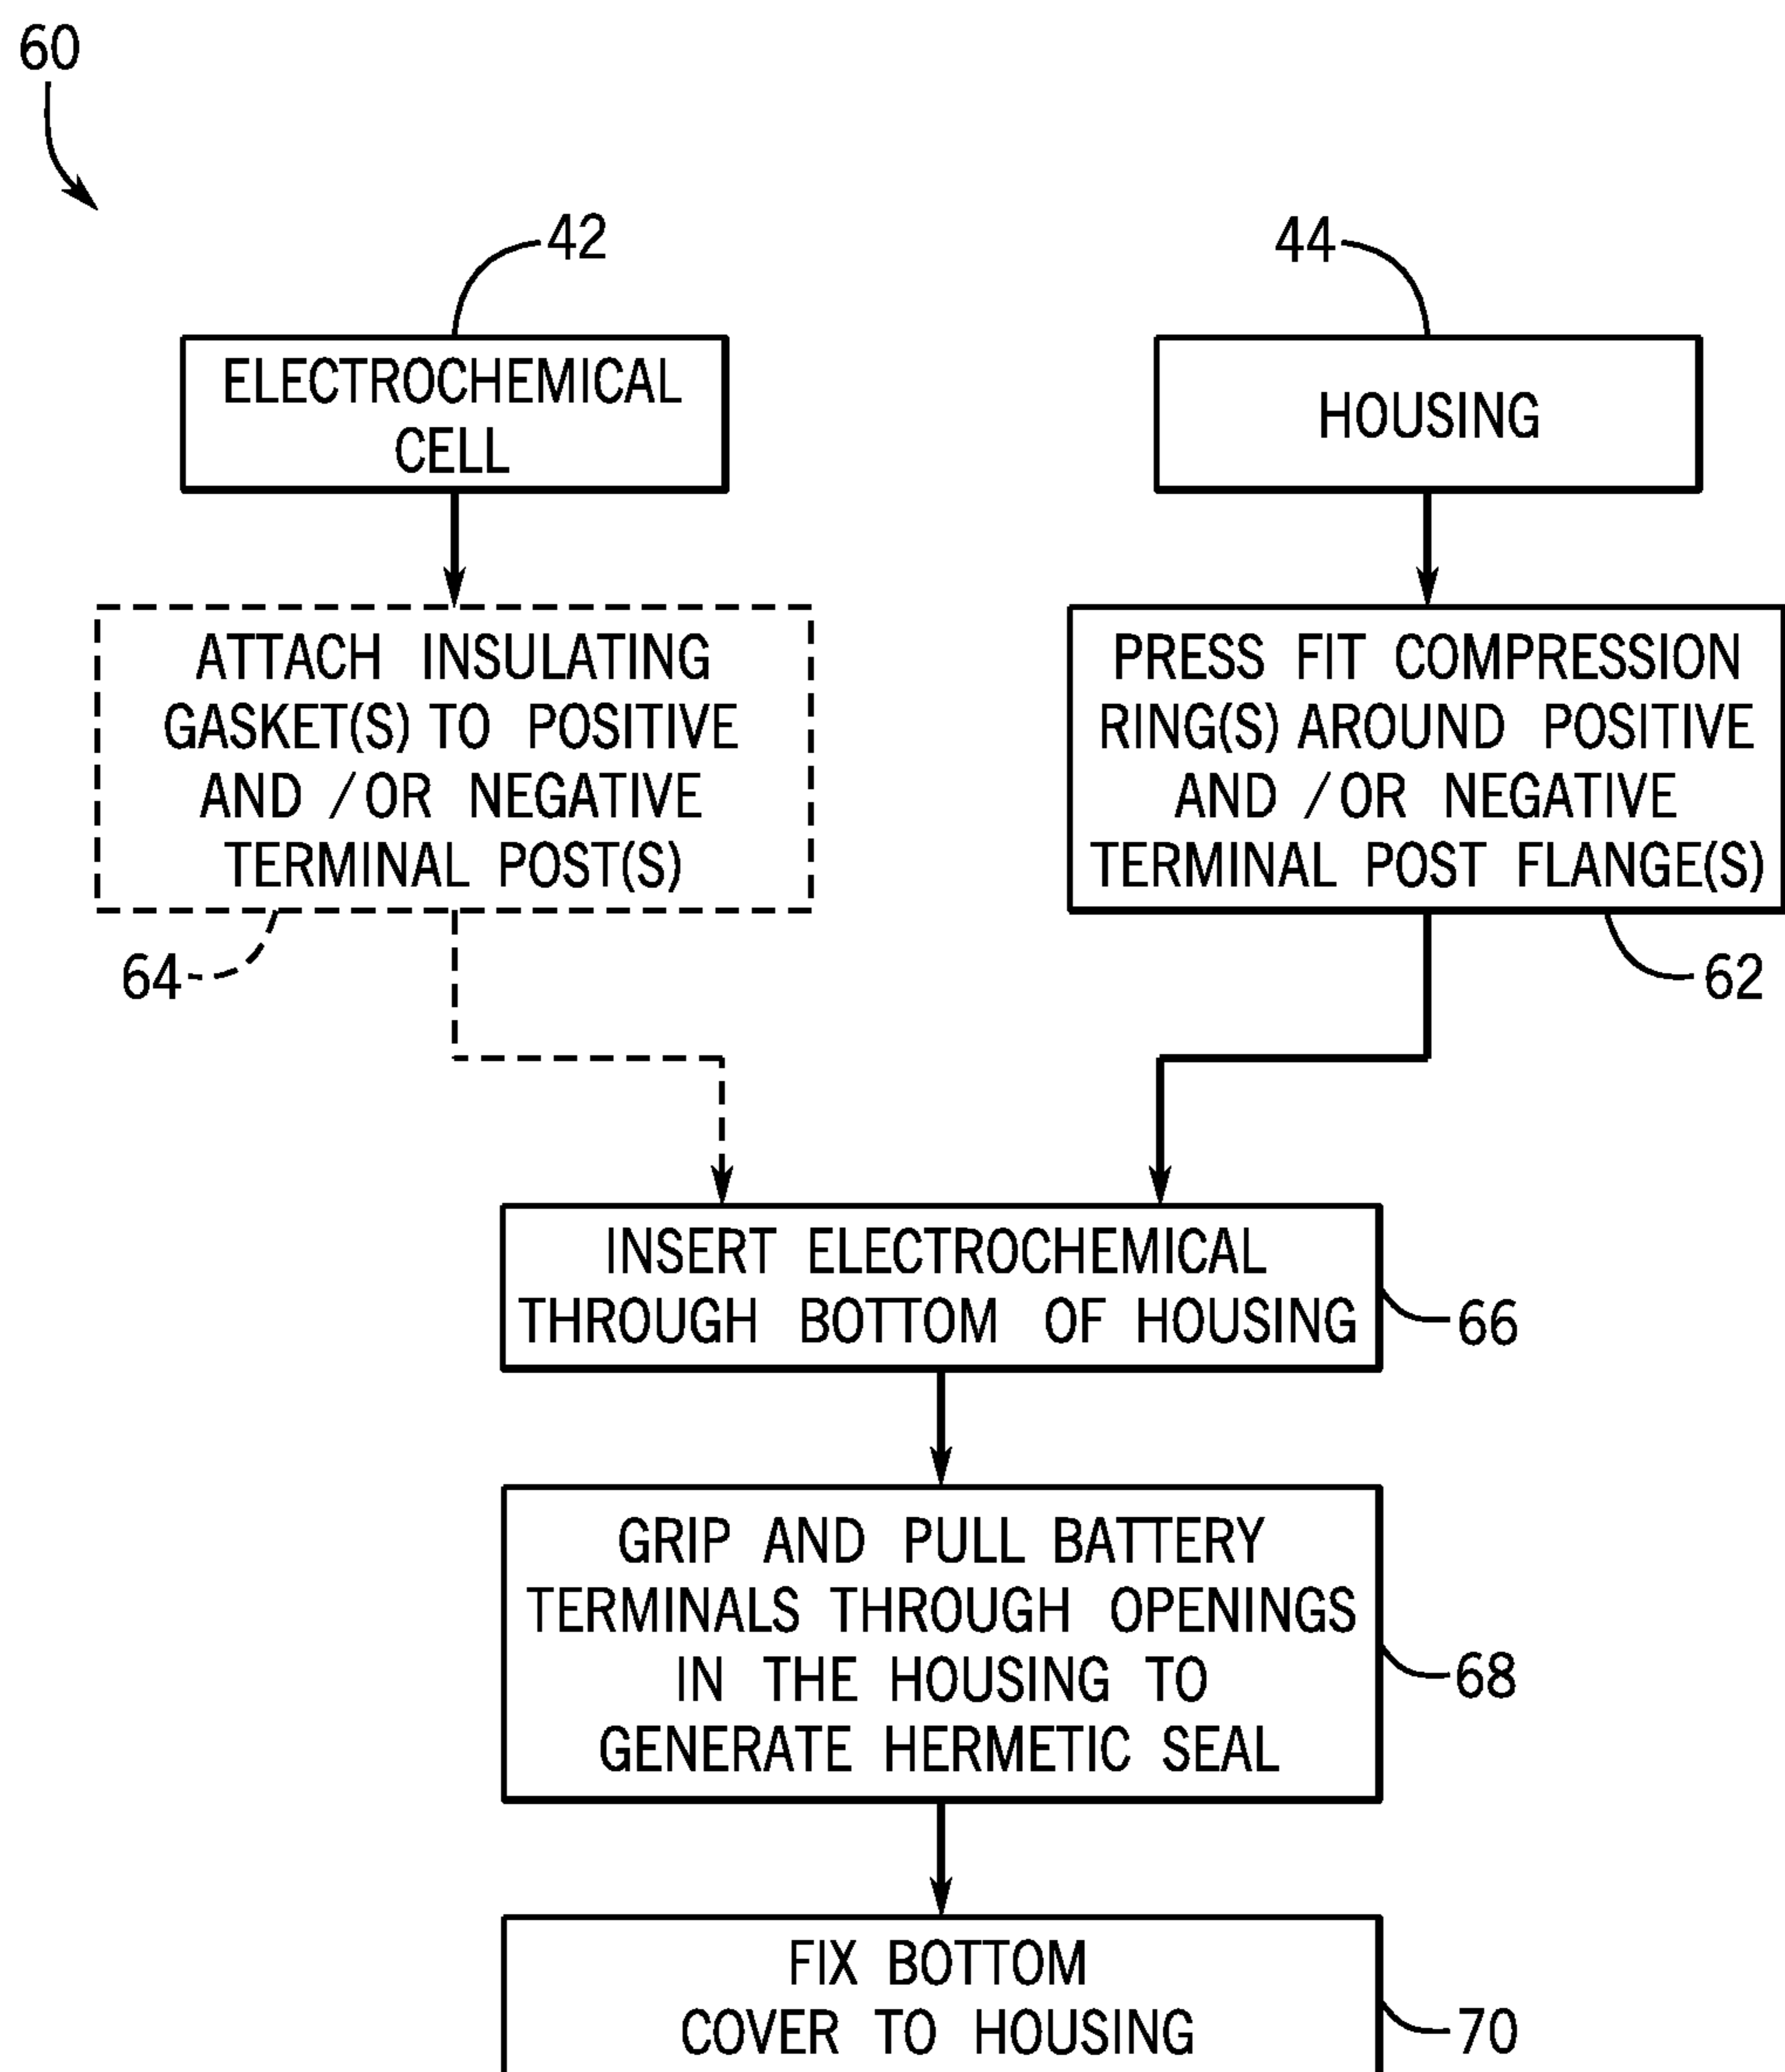 60
42
44
ELECTROCHEMICAL
CELL
HOUSING
ATTACH INSULATING
GASKET(S) TO POSITIVE
AND /OR NEGATIVE
TERMINAL POST(S)
PRESS FIT COMPRESSION
RING(S) AROUND POSITIVE
AND /OR NEGATIVE
TERMINAL POST FLANGE(S)
64
62
INSERT ELECTROCHEMICAL
THROUGH BOTTOM OF HOUSING
66
GRIP AND PULL BATTERY
TERMINALS THROUGH OPENINGS
IN THE HOUSING TO
GENERATE HERMETIC SEAL
68
FIX BOTTOM
COVER TO HOUSING
70